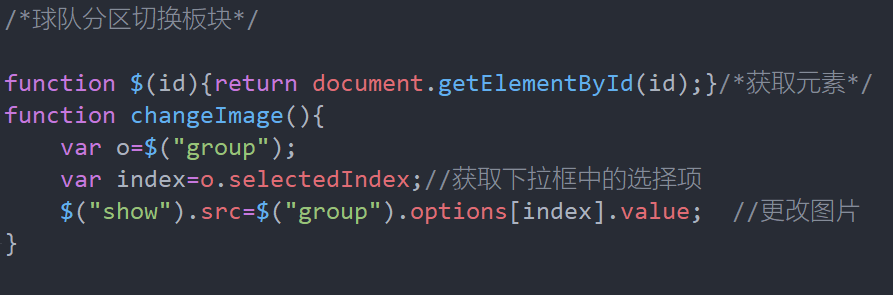 /*球队分区切换板块*/
function $(id){return document.getElementById(id);}/*获取元素*/
function changeImage(){
    var o=$("group");
    var index=o.selectedIndex;//获取下拉框中的选择项
    $("show").src=$("group").options[index].value;  //更改图片
}